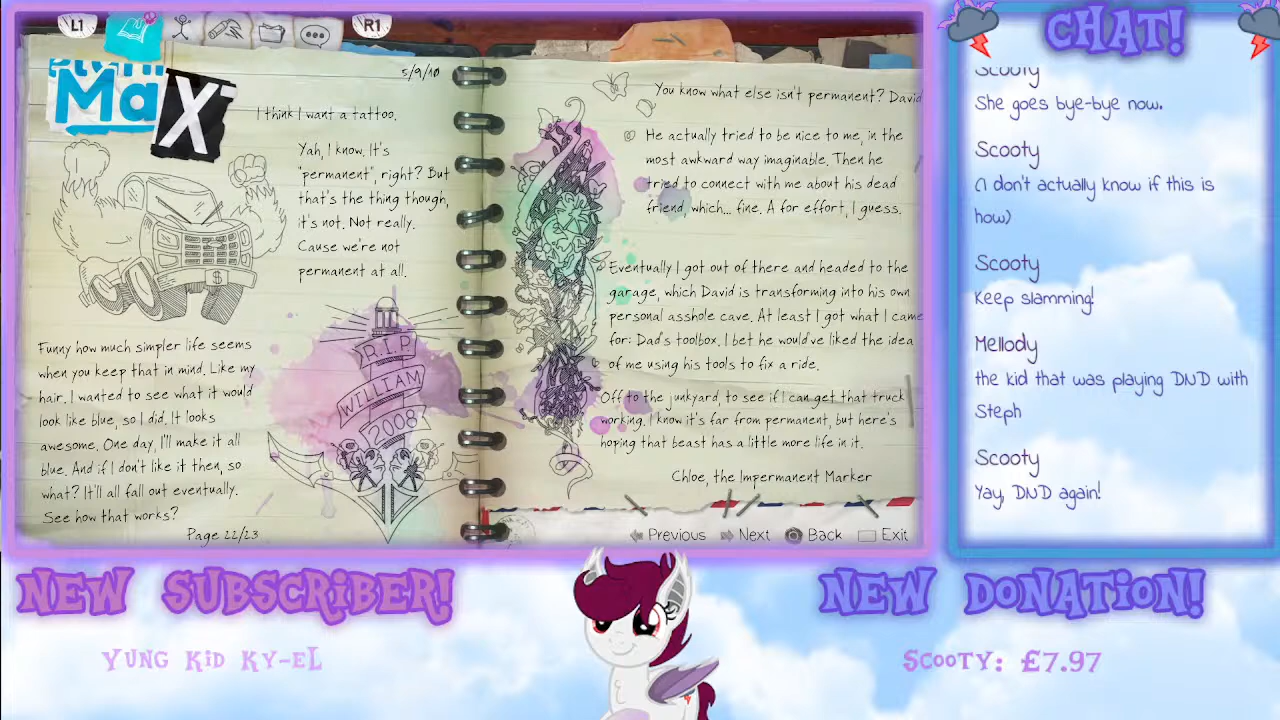 L1
R1
Ma
X
5/9/10
I think I want a tattoo.
Yah, I know. It's
"permanent", right? But
that's the thing though,
it's not. Not really.
Cause we're not
permanent at all.
$
Funny how much simpler life seems
when you keep that in mind. Like my
hair. I wanted to see what it would
look like blue, so I did. It looks
awesome. One day, I'll make it all
blue. And if I don't like it then, so
what? It'll all fall out eventually.
See how that works?
R.I.P
WILLIAM
2008
Page 22/23
You know what else isn't permanent? David
He actually tried to be nice to me, in the
most awkward way imaginable. Then he
tried to connect with me about his dead
friend, which... fine. A for effort, I guess.
Eventually I got out of there and headed to the
garage, which David is transforming into his own
personal asshole cave. At least I got what I came
for: Dad's toolbox. I bet he would've liked the idea
of me using his tools to fix a ride.
Off to the junkyard, to see if I can get that truck
working. I know it's far from permanent, but here's
hoping that beast has a little more life in it.
Chloe, the Impermanent Marker
Previous Next Back Exit
CHAT!
Scooty
She goes bye-bye now.
Scooty
(I don't actually know if this is
how)
Scooty
Keep slamming!
Mellody
the kid that was playing DND with
Steph
Scooty
Yay, DND again!
NEW SUBSCRIBER!
YUNG KID KY-EL
NEW DONATION!
SCOOTY: £7.97